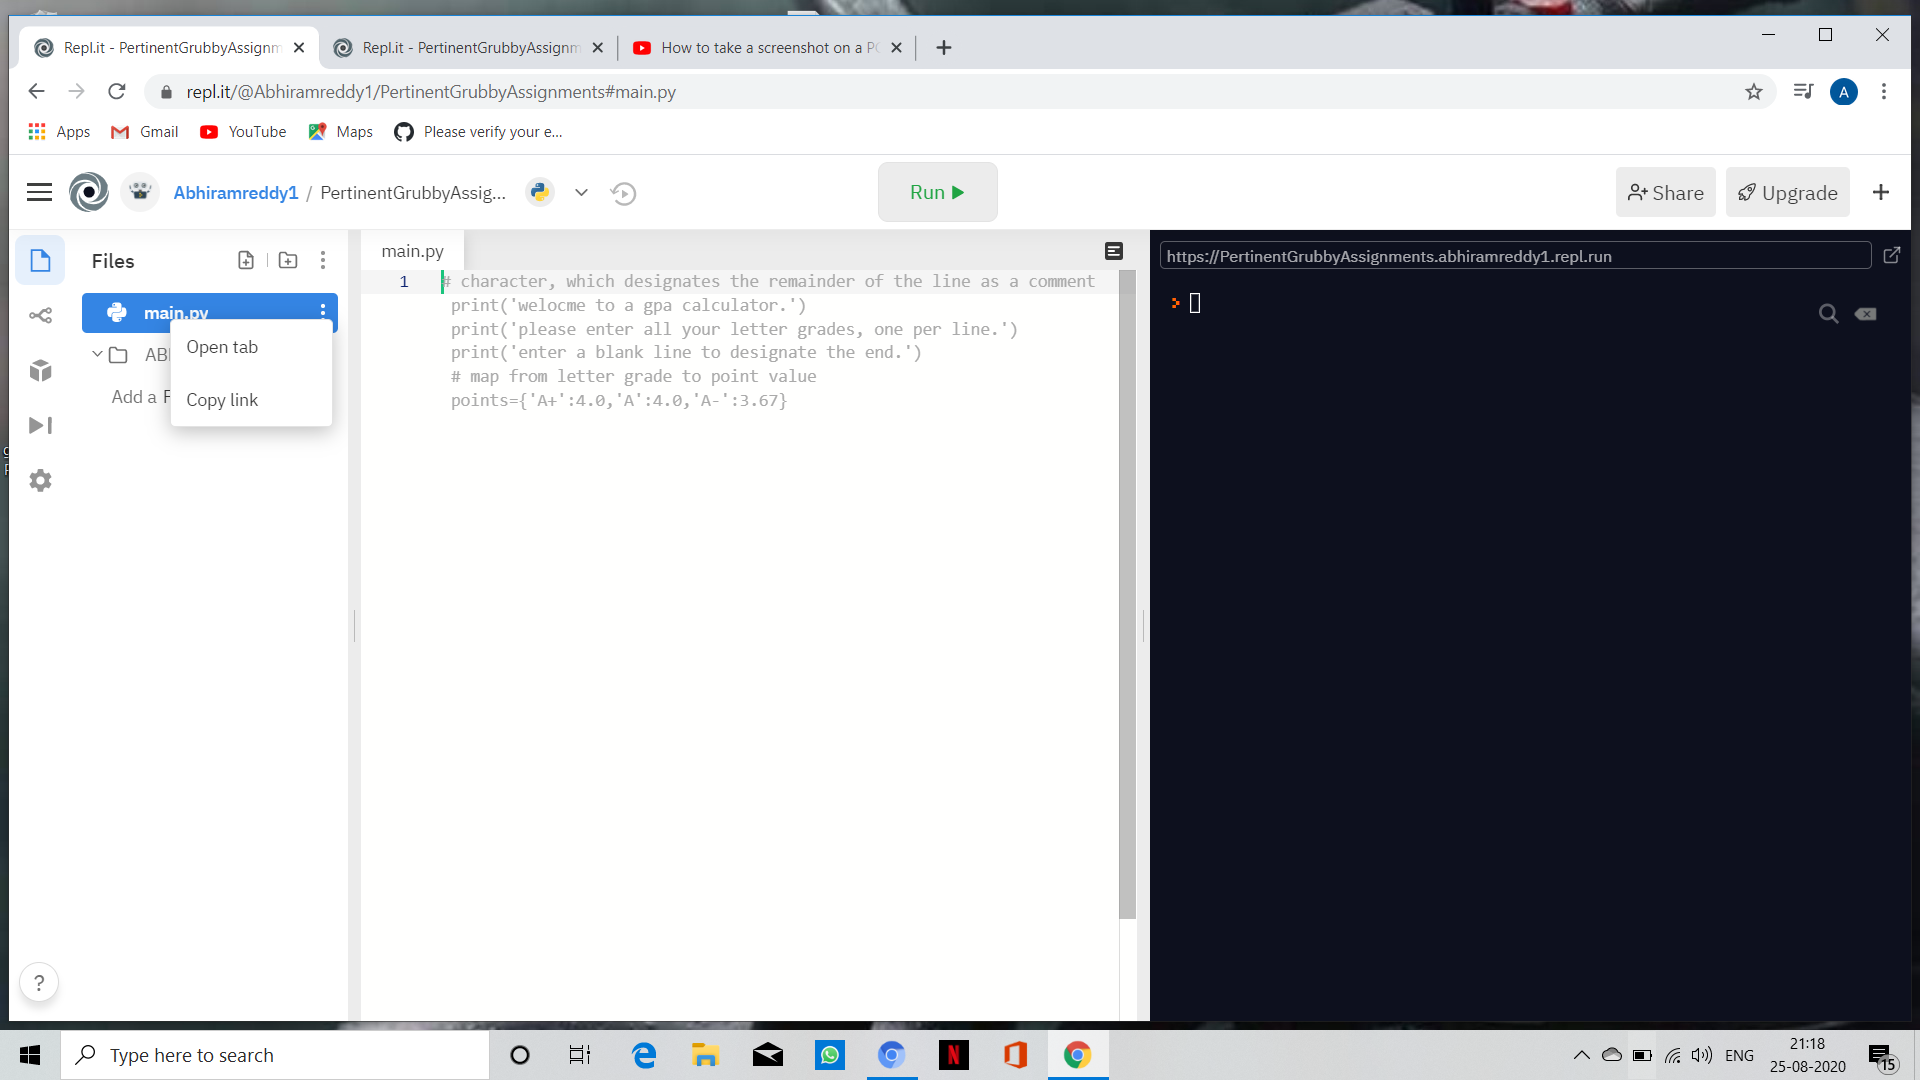 Repl.it - PertinentGrubbyAssignm
Repl.it - PertinentGrubbyAssignm
How to take a screenshot on a PC
repl.it/@Abhiramreddy1/PertinentGrubbyAssignments#main.py
A
Apps
Gmail
YouTube
Maps
Please verify your e...
Abhiramreddy1 / PertinentGrubbyAssig...
Run
Share
Upgrade
Files
main.py
https://PertinentGrubbyAssignments.abhiramreddy1.repl.run
main.py
Open tab
Copy link
Add a
1
# character, which designates the remainder of the line as a comment
print('welocme to a gpa calculator.')
print('please enter all your letter grades, one per line.')
print('enter a blank line to designate the end.')
# map from letter grade to point value
points={'A+':4.0,'A':4.0,'A-':3.67}
?
Type here to search
ENG
21:18
25-08-2020
15